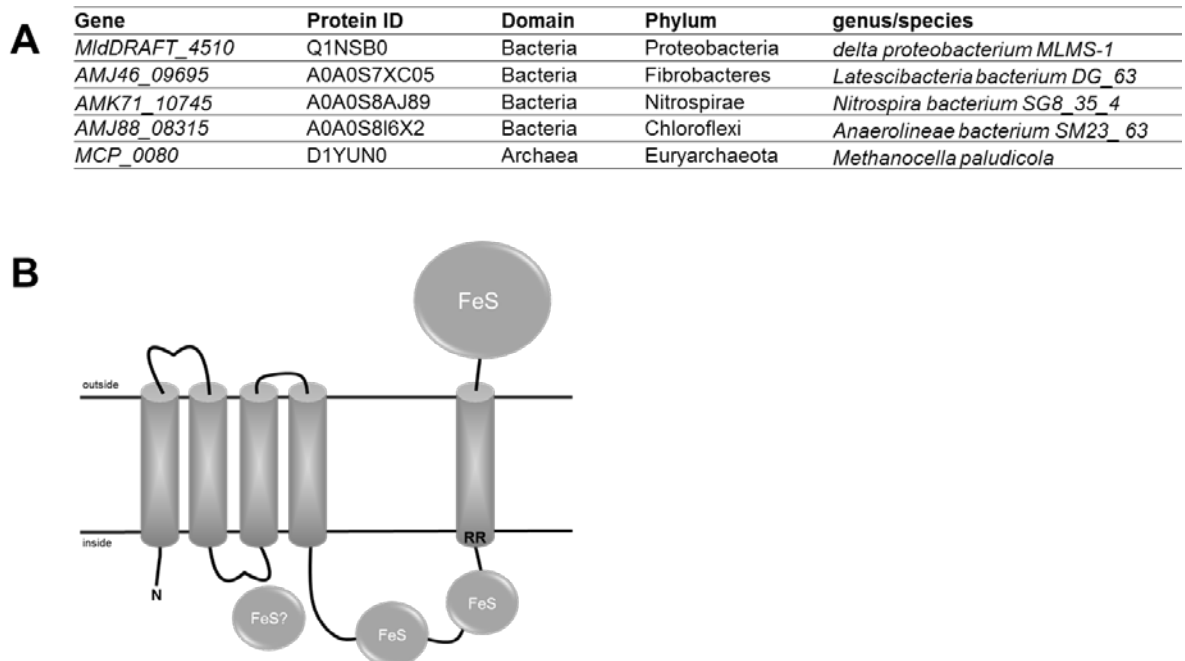 A
Gene Protein ID Domain Phylum genus/species
MldDRAFT_4510 Q1NSB0 Bacteria Proteobacteria delta proteobacterium MLMS-1
AMJ46_09695 A0A0S7XC05 Bacteria Fibrobacteres Latescibacteria bacterium DG_63
AMK71_10745 A0A0S8AJ89 Bacteria Nitrospirae Nitrospira bacterium SG8_35_4
AMJ88_08315 A0A0S8I6X2 Bacteria Chloroflexi Anaerolineae bacterium SM23_ 63
MCP_0080 D1YUN0 Archaea Euryarchaeota Methanocella paludicola
B
FeS
outside
RR
inside
N
FeS?
FeS
FeS